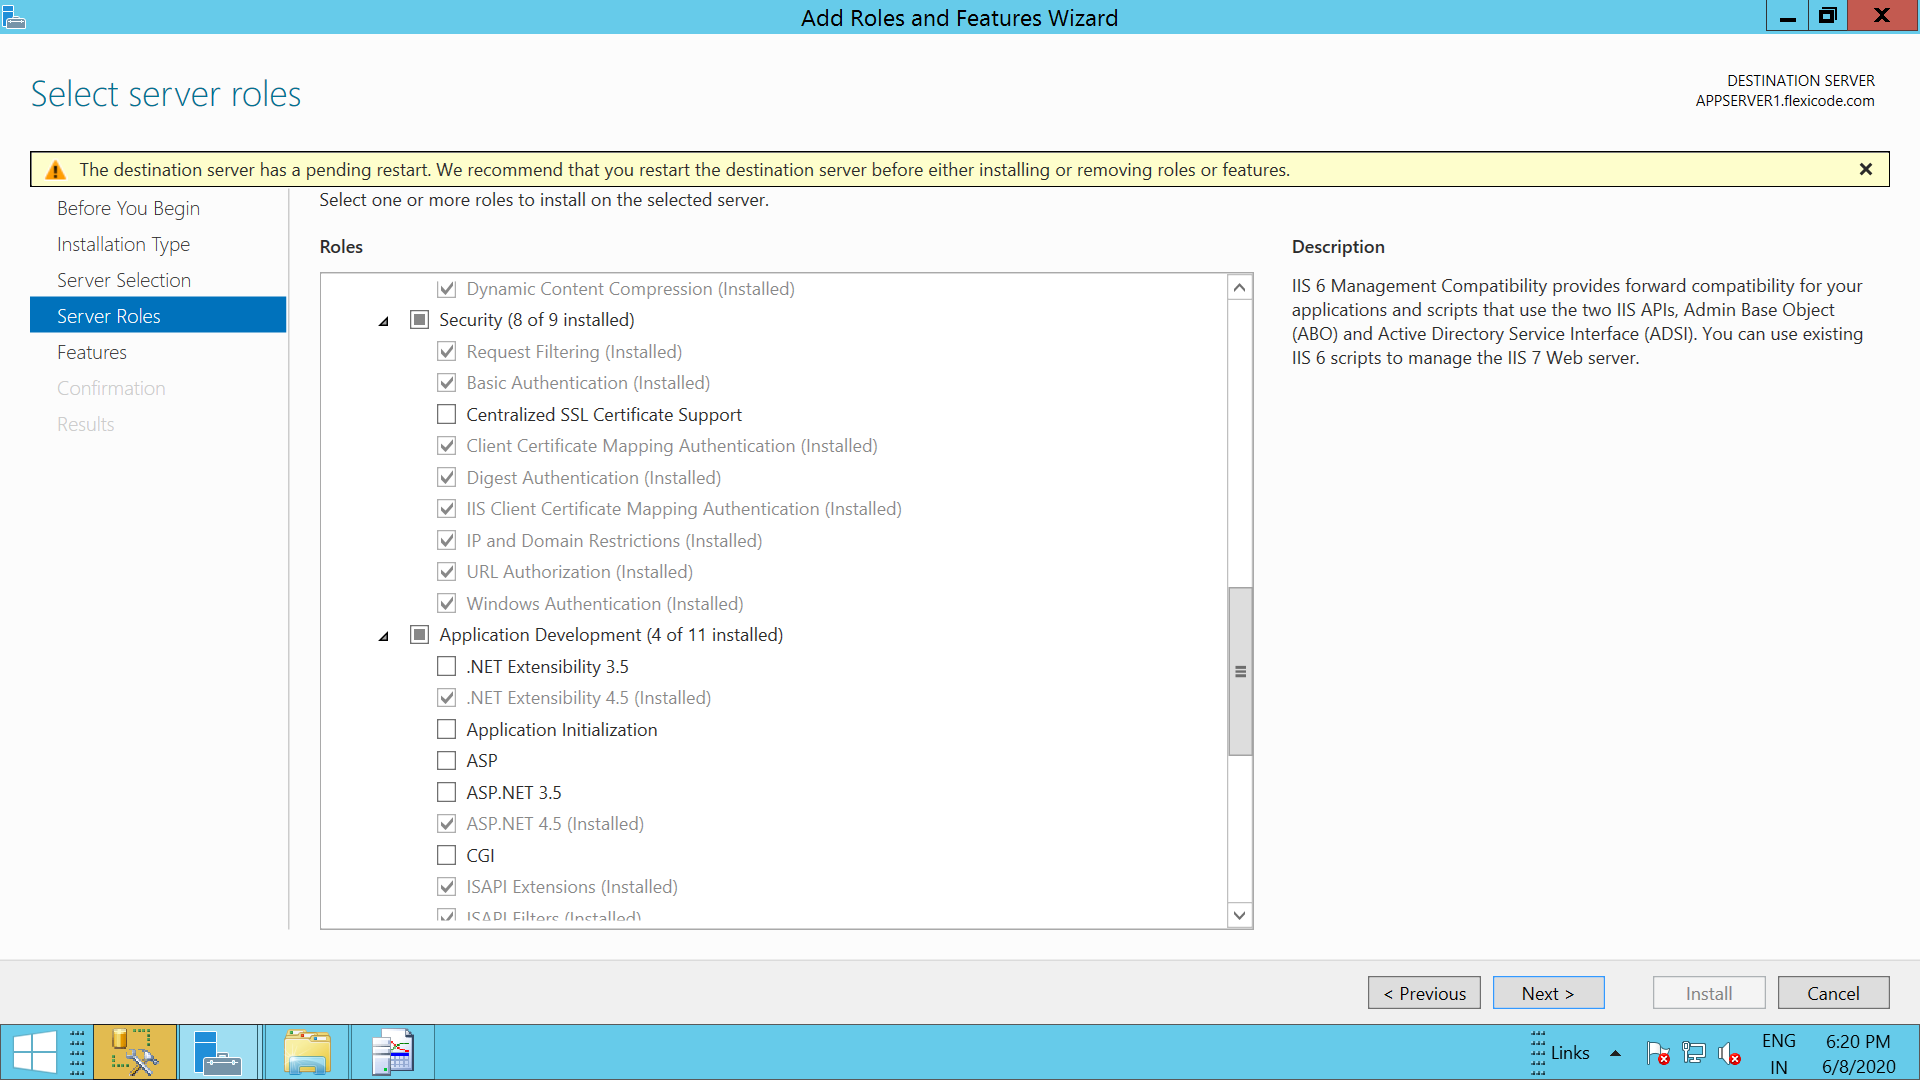 Add Roles and Features Wizard
Select server roles
DESTINATION SERVER
APPSERVER1.flexicode.com
The destination server has a pending restart. We recommend that you restart the destination server before either installing or removing roles or features.
Before You Begin
Installation Type
Server Selection
Server Roles
Features
Confirmation
Results
Select one or more roles to install on the selected server.
Roles
Dynamic Content Compression (Installed)
Security (8 of 9 installed)
Request Filtering (Installed)
Basic Authentication (Installed)
Centralized SSL Certificate Support
Client Certificate Mapping Authentication (Installed)
Digest Authentication (Installed)
IIS Client Certificate Mapping Authentication (Installed)
IP and Domain Restrictions (Installed)
URL Authorization (Installed)
Windows Authentication (Installed)
Application Development (4 of 11 installed)
.NET Extensibility 3.5
.NET Extensibility 4.5 (Installed)
Application Initialization
ASP
ASP.NET 3.5
ASP.NET 4.5 (Installed)
CGI
ISAPI Extensions (Installed)
ISAPI Filters (Installed)
Description
IIS 6 Management Compatibility provides forward compatibility for your
applications and scripts that use the two IIS APIs, Admin Base Object
(ABO) and Active Directory Service Interface (ADSI). You can use existing
IIS 6 scripts to manage the IIS 7 Web server.
< Previous
Next >
Install
Cancel
Links
ENG
IN
6:20 PM
6/8/2020